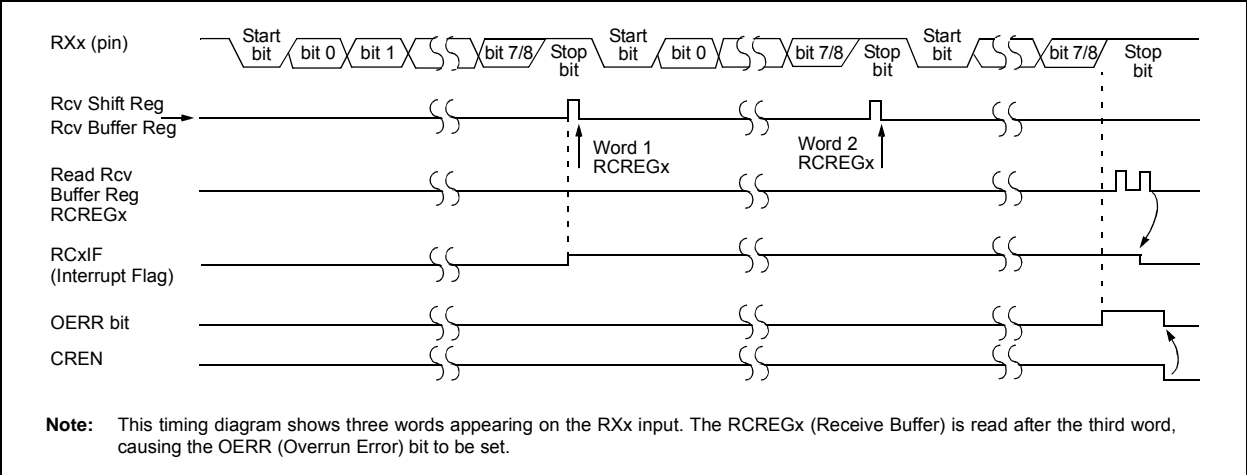 RXx (pin)
Start bit
bit 0
bit 1
bit 7/8
Stop bit
Start bit
bit 0
bit 7/8
Stop bit
Start bit
bit 7/8
Stop bit
Rcv Shift Reg
Rcv Buffer Reg
Word 1
RCREGx
Word 2
RCREGx
Read Rcv
Buffer Reg
RCREGx
RCxIF
(Interrupt Flag)
OERR bit
CREN
Note: This timing diagram shows three words appearing on the RXx input. The RCREGx (Receive Buffer) is read after the third word,
causing the OERR (Overrun Error) bit to be set.